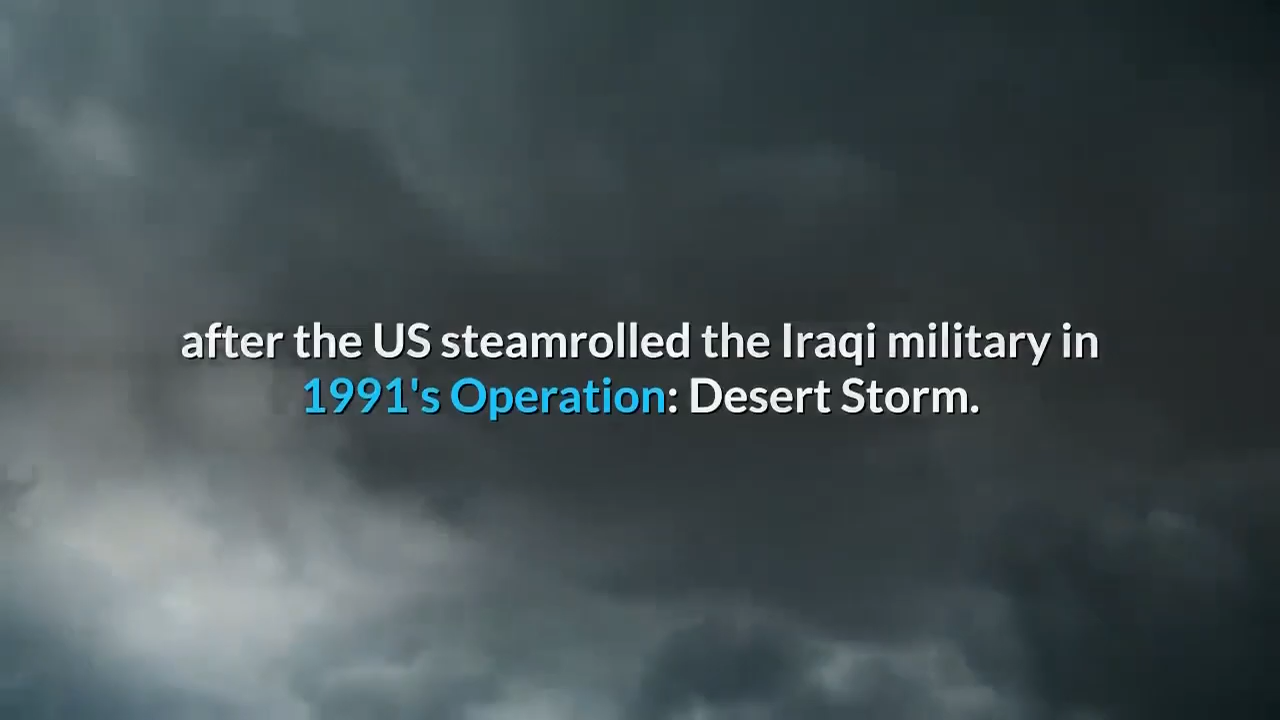 after the US steamrolled the Iraqi military in
1991's Operation: Desert Storm.